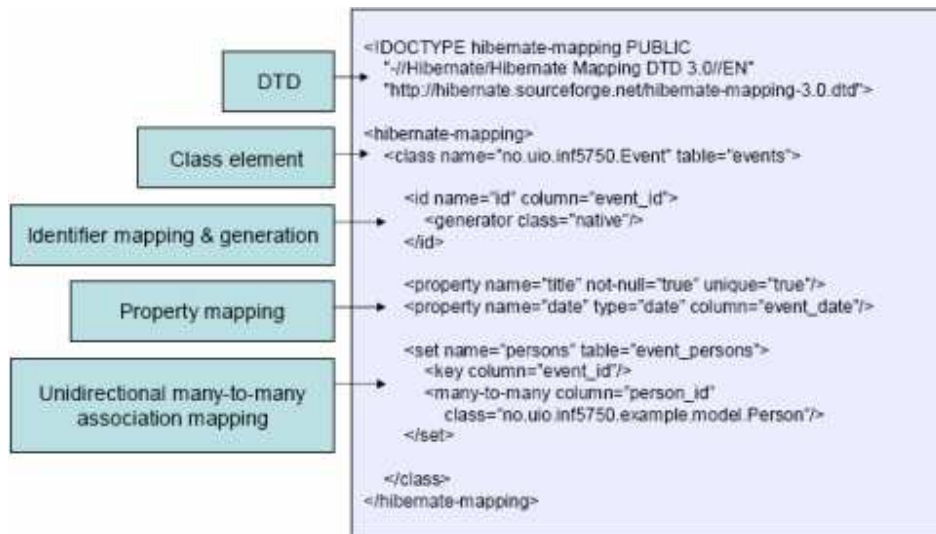 DTD
Class element
Identifier mapping & generation
Property mapping
Unidirectional many-to-many
association mapping
<!DOCTYPE hibernate-mapping PUBLIC
"-//Hibernate/Hibernate Mapping DTD 3.0//EN"
"http://hibernate.sourceforge.net/hibernate-mapping-3.0.dtd">
<hibernate-mapping>
<class name="no.uio.inf5750.Event" table="events">
<id name="id" column="event_id">
<generator class="native"/>
</id>
<property name="title" not-null="true" unique="true"/>
<property name="date" type="date" column="event_date"/>
<set name="persons" table="event_persons">
<key column="event_id"/>
<many-to-many column="person_id"
class="no.uio.inf5750.example.model.Person"/>
</set>
</class>
</hibernate-mapping>